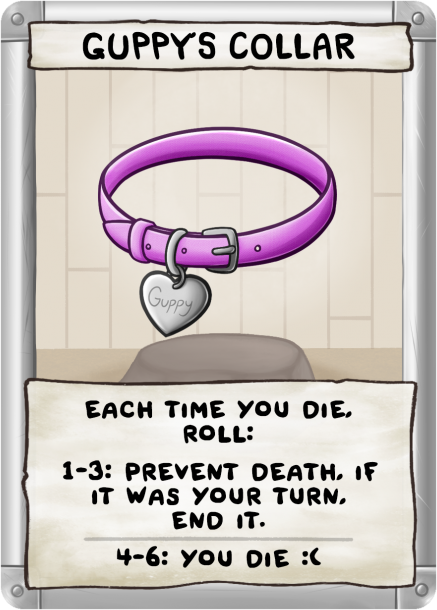 GUPPY'S COLLAR
Guppy
EACH TIME YOU DIE,
ROLL:
1-3: PREVENT DEATH. IF
IT WAS YOUR TURN,
END IT.
4-6: YOU DIE :(